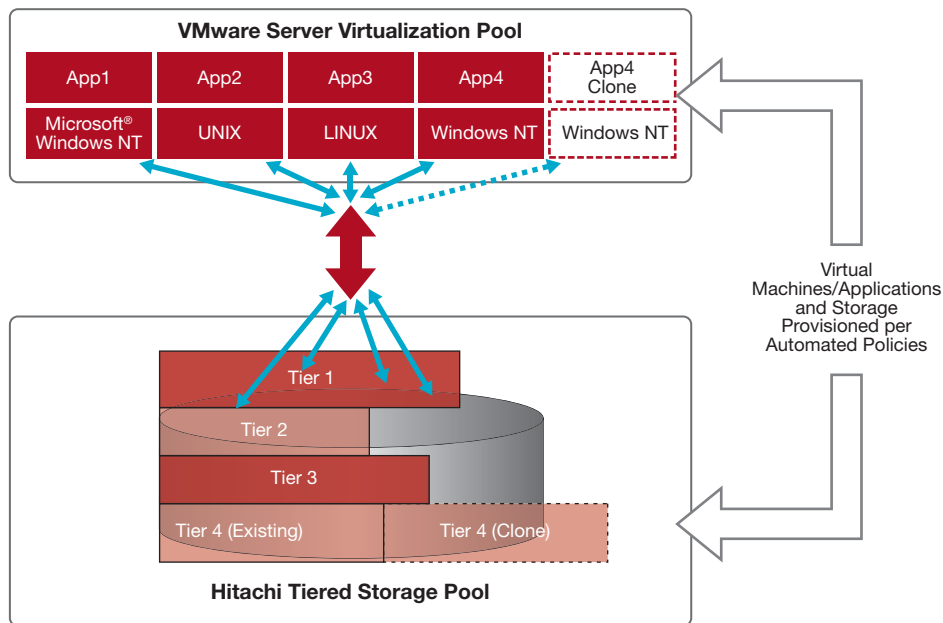 VMware Server Virtualization Pool
App1
App2
App3
App4
App4
Clone
Microsoft®
Windows NT
UNIX
LINUX
Windows NT
Windows NT
Virtual
Machines/Applications
and Storage
Provisioned per
Automated Policies
Tier 1
Tier 2
Tier 3
Tier 4 (Existing)
Tier 4 (Clone)
Hitachi Tiered Storage Pool